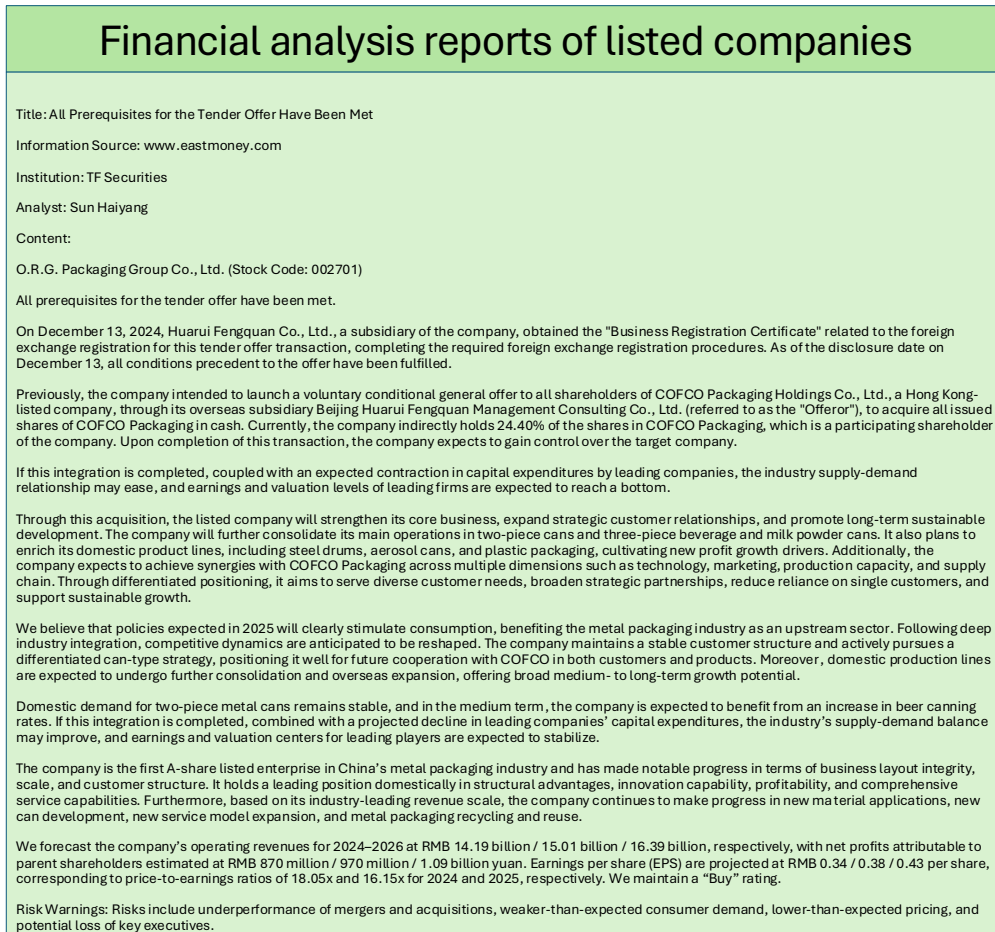 Financial analysis reports of listed companies
Title: All Prerequisites for the Tender Offer Have Been Met
Information Source: www.eastmoney.com
Institution: TF Securities
Analyst: Sun Haiyang
Content:
O.R.G. Packaging Group Co., Ltd. (Stock Code: 002701)
All prerequisites for the tender offer have been met.
On December 13, 2024, Huarui Fengquan Co., Ltd., a subsidiary of the company, obtained the "Business Registration Certificate" related to the foreign
exchange registration for this tender offer transaction, completing the required foreign exchange registration procedures. As of the disclosure date on
December 13, all conditions precedent to the offer have been fulfilled.
Previously, the company intended to launch a voluntary conditional general offer to all shareholders of COFCO Packaging Holdings Co., Ltd., a Hong Kong-
listed company, through its overseas subsidiary Beijing Huarui Fengquan Management Consulting Co., Ltd. (referred to as the "Offeror"), to acquire all issued
shares of COFCO Packaging in cash. Currently, the company indirectly holds 24.40% of the shares in COFCO Packaging, which is a participating shareholder
of the company. Upon completion of this transaction, the company expects to gain control over the target company.
If this integration is completed, coupled with an expected contraction in capital expenditures by leading companies, the industry supply-demand
relationship may ease, and earnings and valuation levels of leading firms are expected to reach a bottom.
Through this acquisition, the listed company will strengthen its core business, expand strategic customer relationships, and promote long-term sustainable
development. The company will further consolidate its main operations in two-piece cans and three-piece beverage and milk powder cans. It also plans to
enrich its domestic product lines, including steel drums, aerosol cans, and plastic packaging, cultivating new profit growth drivers. Additionally, the
company expects to achieve synergies with COFCO Packaging across multiple dimensions such as technology, marketing, production capacity, and supply
chain. Through differentiated positioning, it aims to serve diverse customer needs, broaden strategic partnerships, reduce reliance on single customers, and
support sustainable growth.
We believe that policies expected in 2025 will clearly stimulate consumption, benefiting the metal packaging industry as an upstream sector. Following deep
industry integration, competitive dynamics are anticipated to be reshaped. The company maintains a stable customer structure and actively pursues a
differentiated can-type strategy, positioning it well for future cooperation with COFCO in both customers and products. Moreover, domestic production lines
are expected to undergo further consolidation and overseas expansion, offering broad medium- to long-term growth potential.
Domestic demand for two-piece metal cans remains stable, and in the medium term, the company is expected to benefit from an increase in beer canning
rates. If this integration is completed, combined with a projected decline in leading companies’ capital expenditures, the industry’s supply-demand balance
may improve, and earnings and valuation centers for leading players are expected to stabilize.
The company is the first A-share listed enterprise in China’s metal packaging industry and has made notable progress in terms of business layout integrity,
scale, and customer structure. It holds a leading position domestically in structural advantages, innovation capability, profitability, and comprehensive
service capabilities. Furthermore, based on its industry-leading revenue scale, the company continues to make progress in new material applications, new
can development, new service model expansion, and metal packaging recycling and reuse.
We forecast the company’s operating revenues for 2024–2026 at RMB 14.19 billion / 15.01 billion / 16.39 billion, respectively, with net profits attributable to
parent shareholders estimated at RMB 870 million / 970 million / 1.09 billion yuan. Earnings per share (EPS) are projected at RMB 0.34 / 0.38 / 0.43 per share,
corresponding to price-to-earnings ratios of 18.05x and 16.15x for 2024 and 2025, respectively. We maintain a “Buy” rating.
Risk Warnings: Risks include underperformance of mergers and acquisitions, weaker-than-expected consumer demand, lower-than-expected pricing, and
potential loss of key executives.